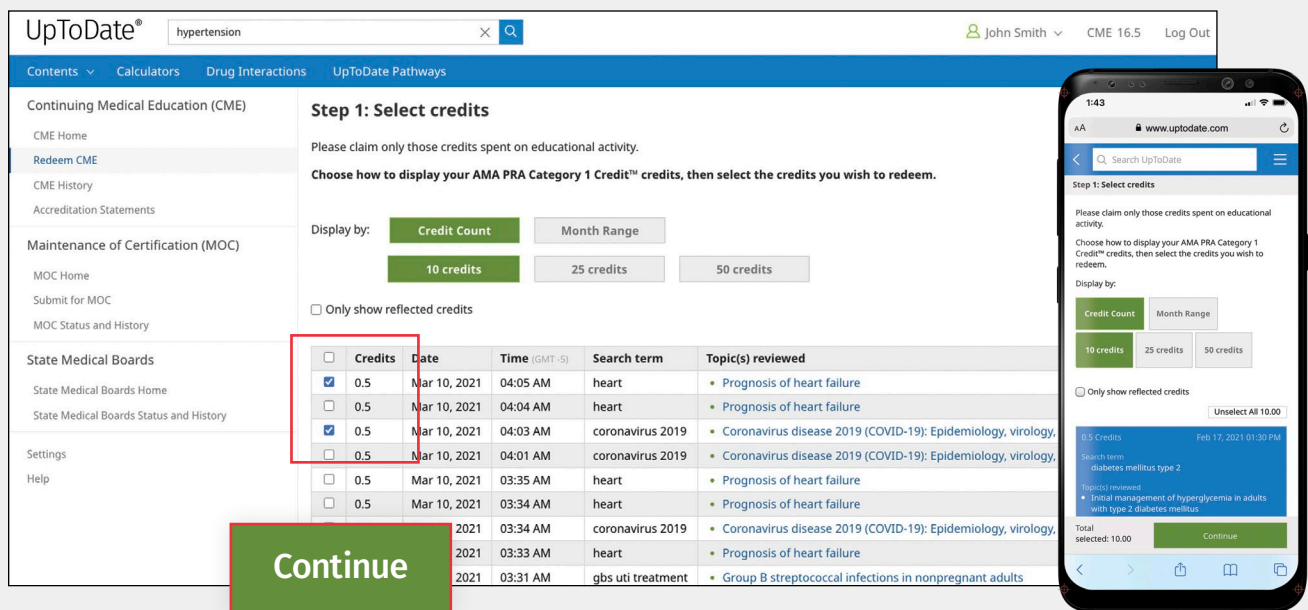 UpToDate®
hypertension
John Smith
CME 16.5
Log Out
Contents
Calculators
Drug Interactions
UpToDate Pathways
Continuing Medical Education (CME)
CME Home
Redeem CME
CME History
Accreditation Statements
Maintenance of Certification (MOC)
MOC Home
Submit for MOC
MOC Status and History
State Medical Boards
State Medical Boards Home
State Medical Boards Status and History
Settings
Help
Step 1: Select credits
Please claim only those credits spent on educational activity.
Choose how to display your AMA PRA Category 1 Credit™ credits, then select the credits you wish to redeem.
Display by:
Credit Count
Month Range
10 credits
25 credits
50 credits
Only show reflected credits
Credits Date Time (GMT -5) Search term Topic(s) reviewed
0.5 Mar 10, 2021 04:05 AM heart • Prognosis of heart failure
0.5 Mar 10, 2021 04:04 AM heart • Prognosis of heart failure
0.5 Mar 10, 2021 04:03 AM coronavirus 2019 • Coronavirus disease 2019 (COVID-19): Epidemiology, virology,
0.5 Mar 10, 2021 04:01 AM coronavirus 2019 • Coronavirus disease 2019 (COVID-19): Epidemiology, virology,
0.5 Mar 10, 2021 03:35 AM heart • Prognosis of heart failure
0.5 Mar 10, 2021 03:34 AM heart • Prognosis of heart failure
2021 03:34 AM coronavirus 2019 • Coronavirus disease 2019 (COVID-19): Epidemiology, virology,
2021 03:33 AM heart • Prognosis of heart failure
2021 03:31 AM gbs uti treatment • Group B streptococcal infections in nonpregnant adults
Continue
1:43
AA
www.uptodate.com
Search UpToDate
Step 1: Select credits
Please claim only those credits spent on educational
activity.
Choose how to display your AMA PRA Category 1
Credit™ credits, then select the credits you wish to
redeem.
Display by:
Credit Count
Month Range
10 credits
25 credits
50 credits
Only show reflected credits
Unselect All 10.00
0.5 Credits Feb 17, 2021 01:30 PM
Search term
diabetes mellitus type 2
Topic(s) reviewed
• Initial management of hyperglycemia in adults
with type 2 diabetes mellitus
Total
selected: 10.00
Continue